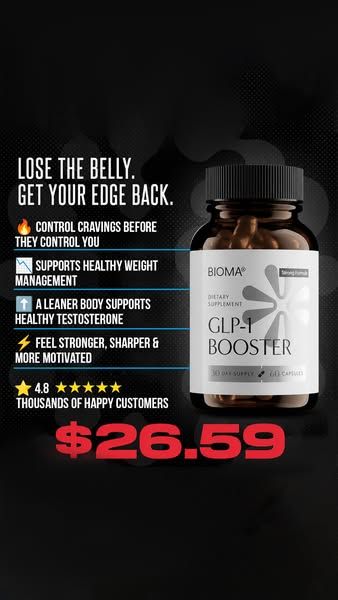 LOSE THE BELLY.
GET YOUR EDGE BACK.
🔥 CONTROL CRAVINGS BEFORE
THEY CONTROL YOU
📉 SUPPORTS HEALTHY WEIGHT
MANAGEMENT
⬆️ A LEANER BODY SUPPORTS
HEALTHY TESTOSTERONE
⚡ FEEL STRONGER, SHARPER &
MORE MOTIVATED
⭐ 4.8 ★★★★★
THOUSANDS OF HAPPY CUSTOMERS
BIOMA®
Strong Formula
DIETARY
SUPPLEMENT
GLP-1
BOOSTER
30 DAY SUPPLY 60 CAPSULES
$26.59